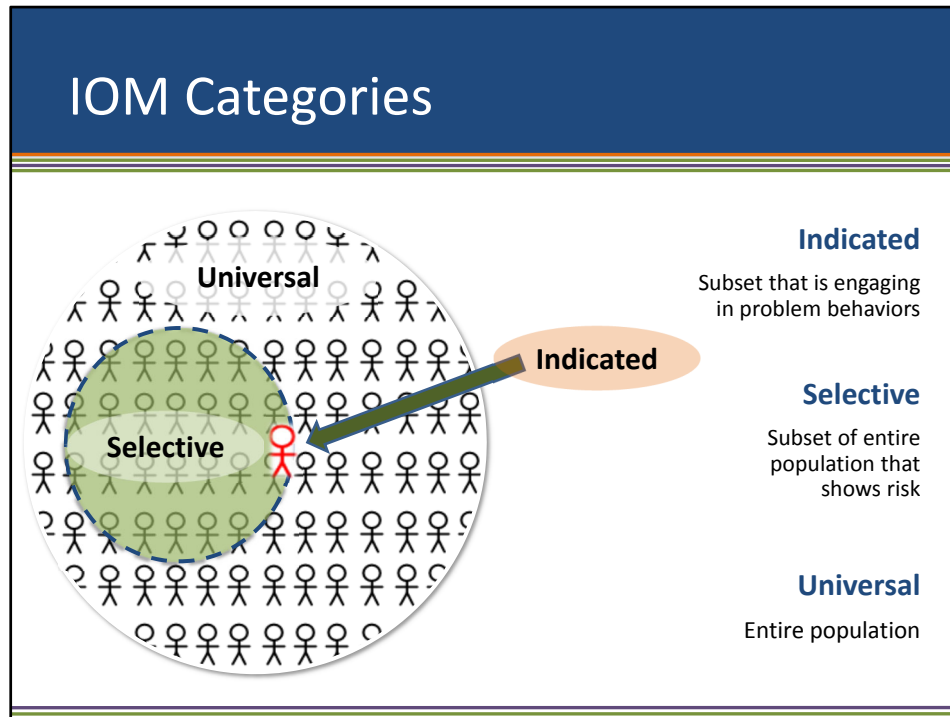 IOM Categories
Universal
Selective
Indicated
Indicated
Subset that is engaging
in problem behaviors
Selective
Subset of entire
population that
shows risk
Universal
Entire population